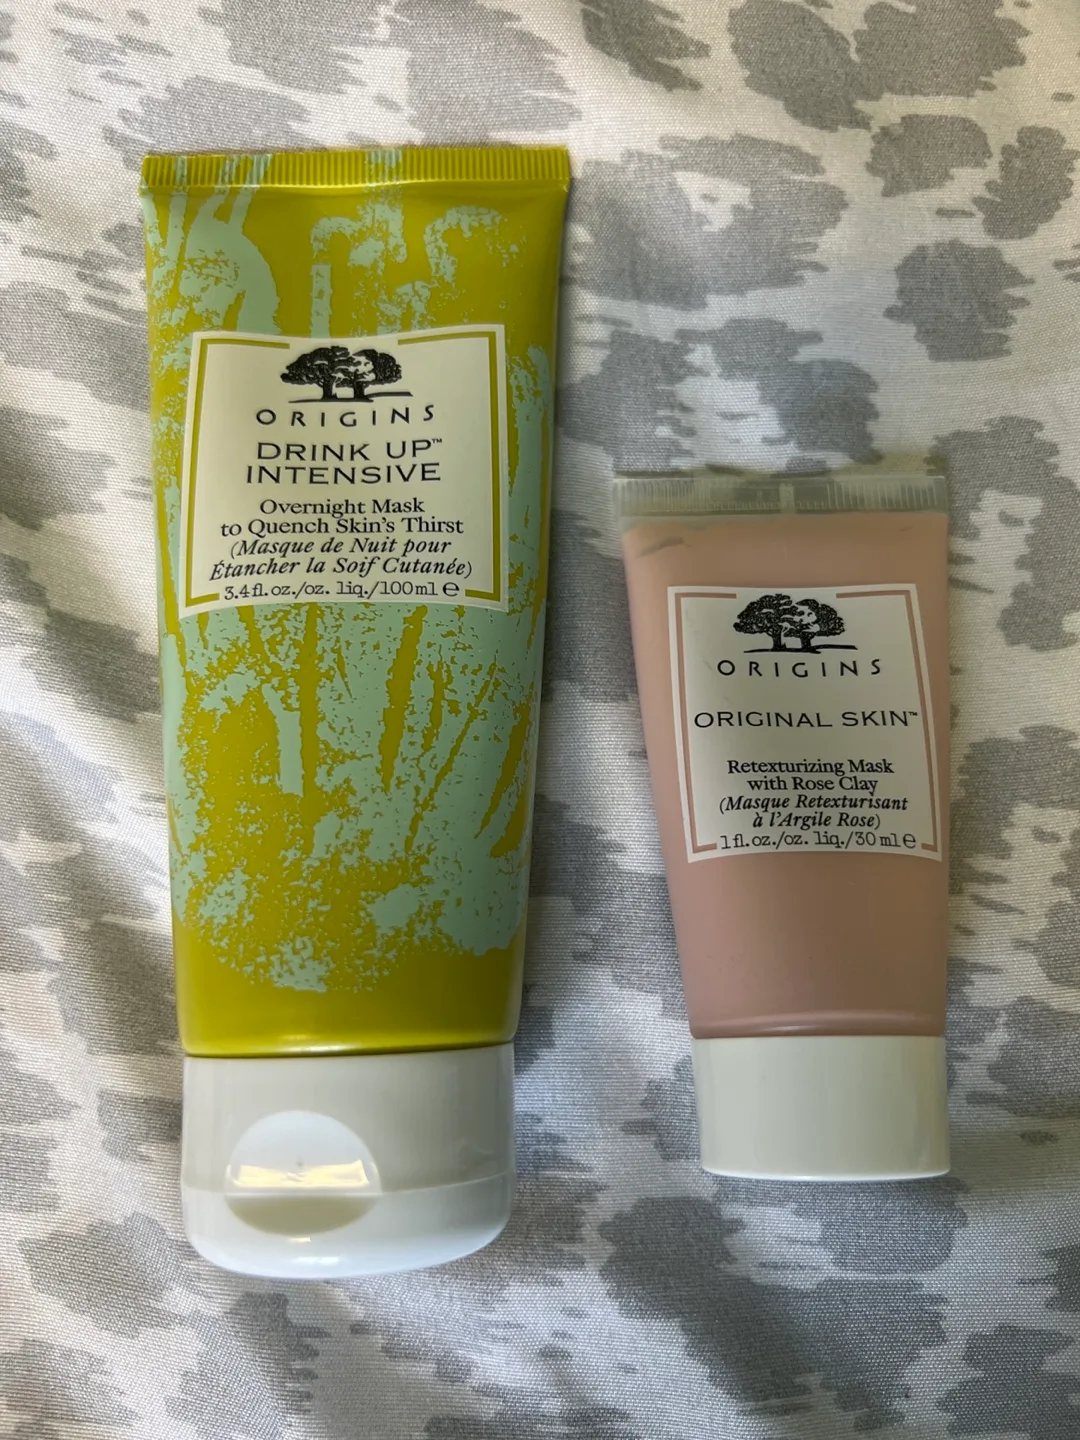 ORIGINS
DRINK UP™
INTENSIVE
Overnight Mask
to Quench Skin's Thirst
(Masque de Nuit pour
Étancher la Soif Cutanée)
3.4 fl. oz./oz. liq./100 ml ℮
ORIGINS
ORIGINAL SKIN™
Retexturizing Mask
with Rose Clay
(Masque Retexturisant
à l'Argile Rose)
1 fl. oz./oz. liq./30 ml ℮